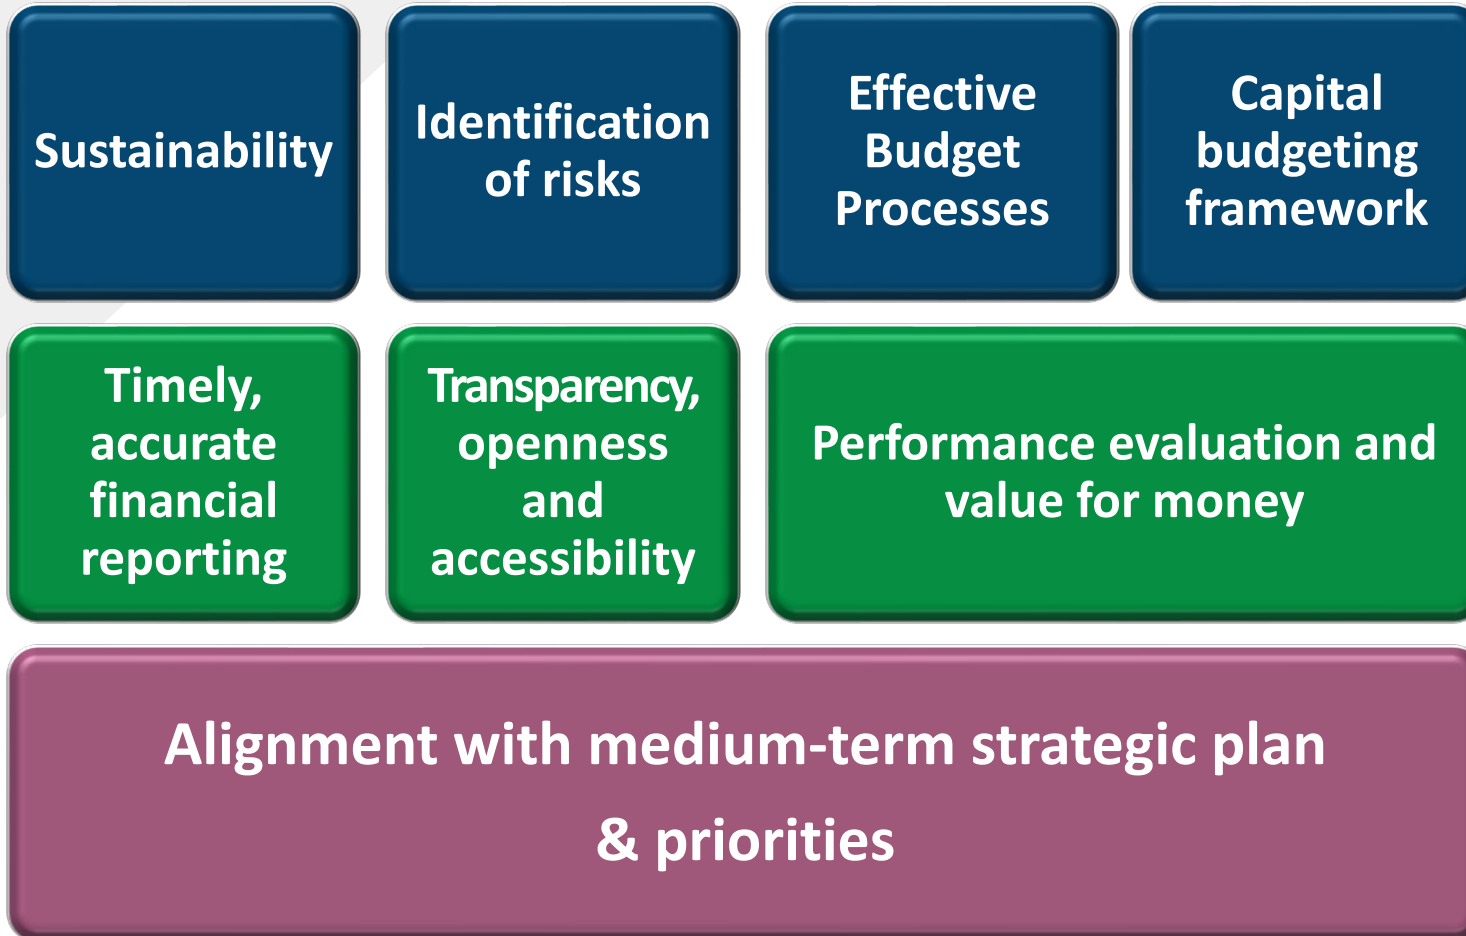 Sustainability
Identification
of risks
Effective
Budget
Processes
Capital
budgeting
framework
Timely,
accurate
financial
reporting
Transparency,
openness
and
accessibility
Performance evaluation and
value for money
Alignment with medium-term strategic plan
& priorities